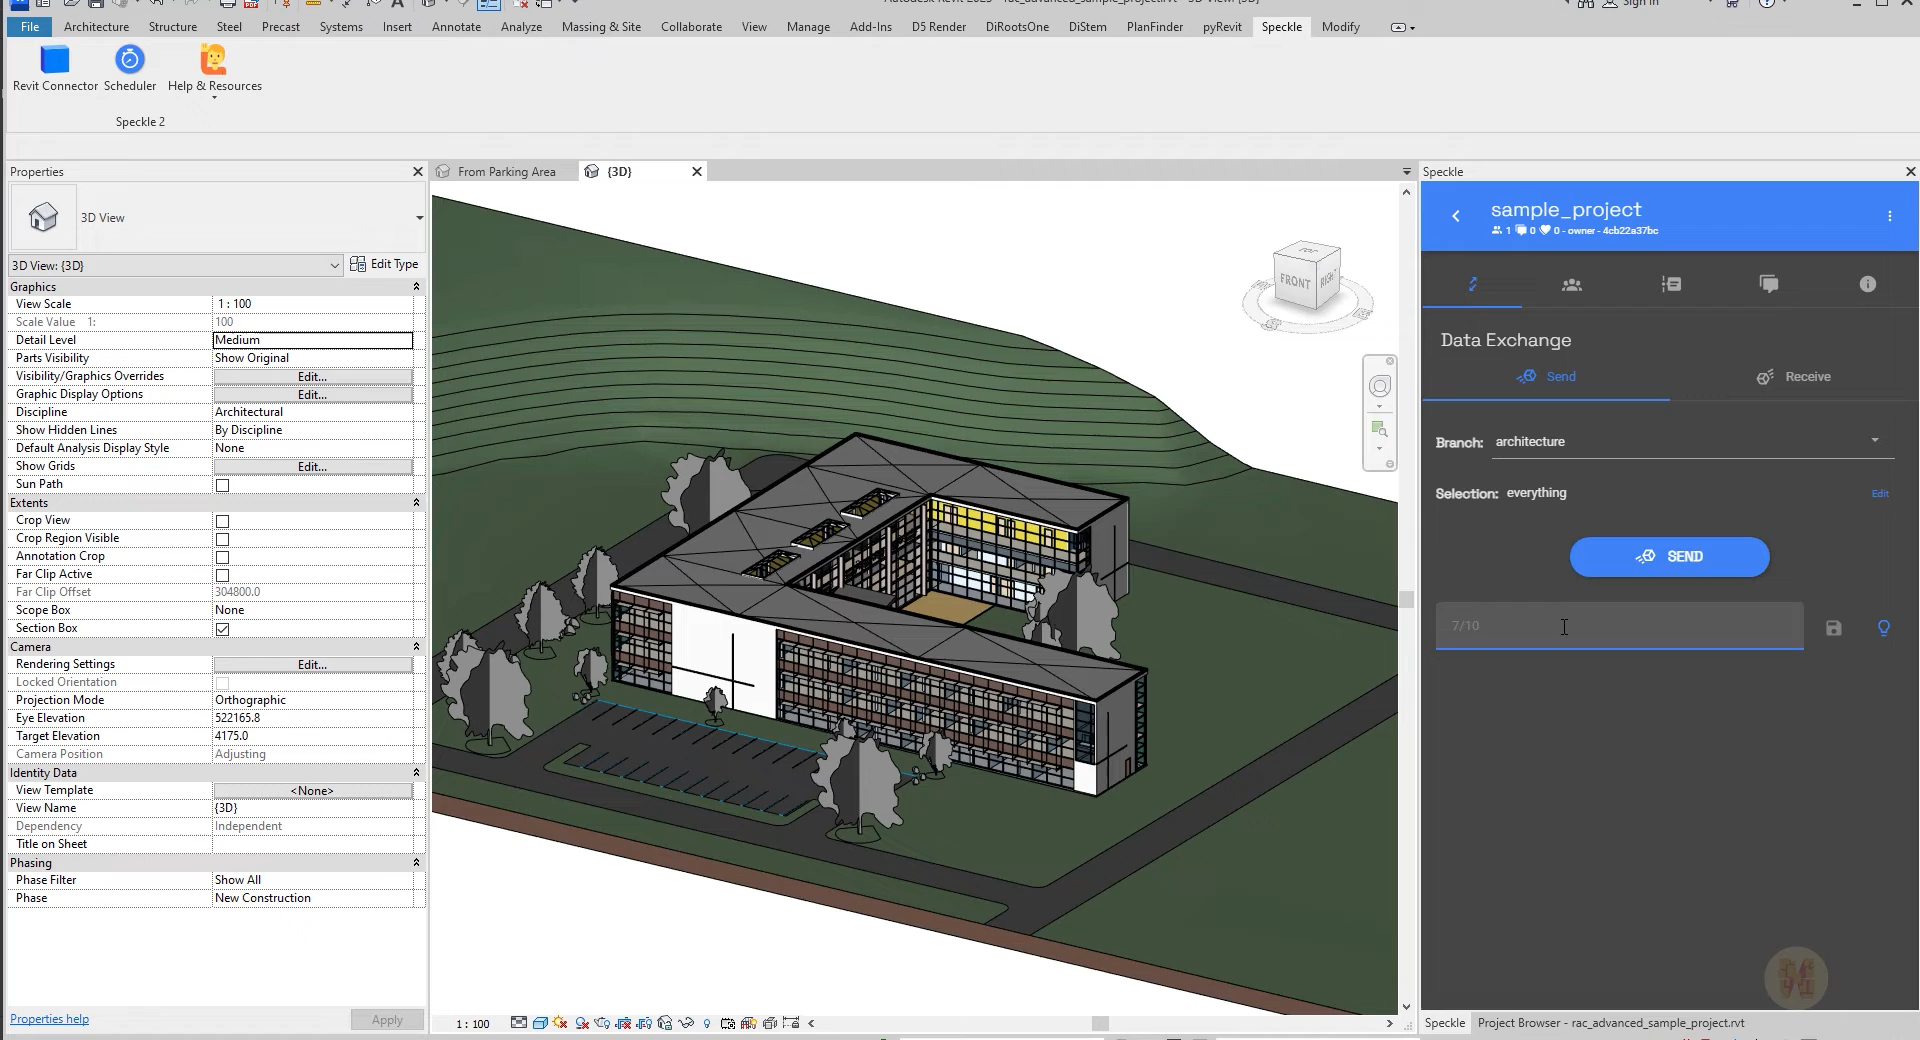 File Architecture Structure Steel Precast Systems Insert Annotate Analyze Massing & Site Collaborate View Manage Add-Ins D5 Render DiRootsOne DiStem PlanFinder pyRevit Speckle Modify
Revit Connector Scheduler Help & Resources
Speckle 2
Properties
3D View
3D View: {3D} Edit Type
Graphics
View Scale 1 : 100
Scale Value 1: 100
Detail Level Medium
Parts Visibility Show Original
Visibility/Graphics Overrides Edit...
Graphic Display Options Edit...
Discipline Architectural
Show Hidden Lines By Discipline
Default Analysis Display Style None
Show Grids Edit...
Sun Path
Extents
Crop View
Crop Region Visible
Annotation Crop
Far Clip Active
Far Clip Offset 304800.0
Scope Box None
Section Box
Camera
Rendering Settings Edit...
Locked Orientation
Projection Mode Orthographic
Eye Elevation 522165.8
Target Elevation 4175.0
Camera Position Adjusting
Identity Data
View Template <None>
View Name {3D}
Dependency Independent
Title on Sheet
Phasing
Phase Filter Show All
Phase New Construction
Properties help Apply
From Parking Area {3D}
FRONT RIGHT
1 : 100
Speckle
sample_project
1 0 0 - owner - 4cb22a37bc
Data Exchange
Send Receive
Branch: architecture
Selection: everything Edit
SEND
7/10
Speckle Project Browser - rac_advanced_sample_project.rvt